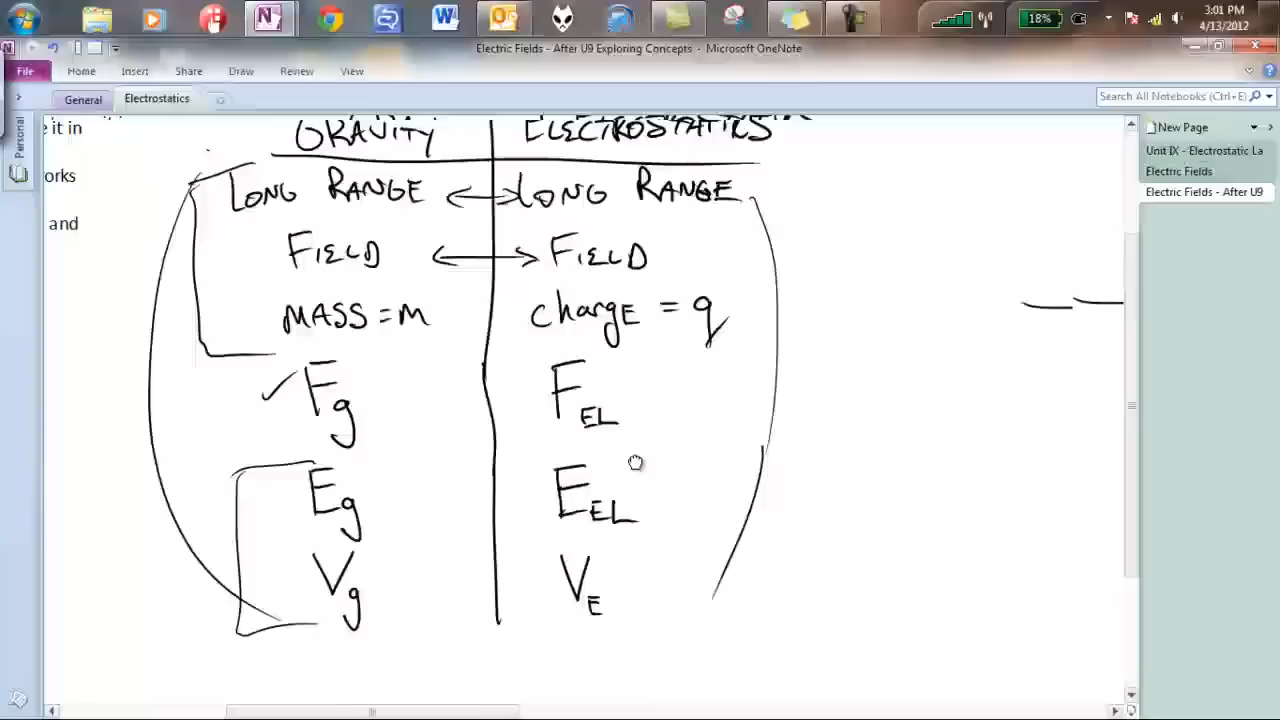 3:01 PM
18%
4/13/2012
Electric Fields - After U9 Exploring Concepts - Microsoft OneNote
File Home Insert Share Draw Review View
General Electrostatics
Search All Notebooks (Ctrl+E)
Personal
New Page
Unit IX - Electrostatic La
Electric Fields
Electric Fields - After U9
e it in
orks
and
GRAVITY ELECTROSTATICS
LONG RANGE ↔ LONG RANGE
FIELD ↔ FIELD
MASS = M chargE = q
✓ Fg FEL
Eg EEL
Vg VE